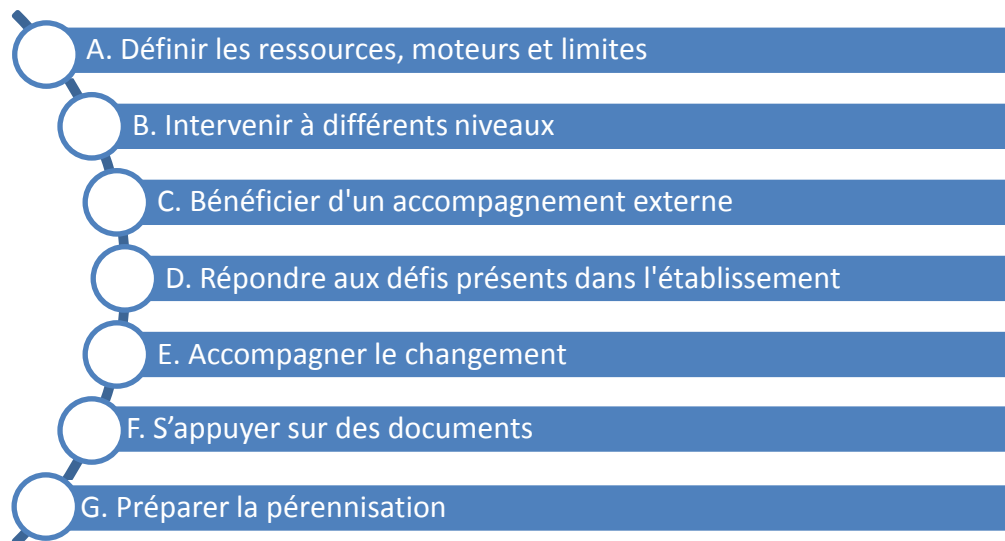 A. Définir les ressources, moteurs et limites
B. Intervenir à différents niveaux
C. Bénéficier d'un accompagnement externe
D. Répondre aux défis présents dans l'établissement
E. Accompagner le changement
F. S’appuyer sur des documents
G. Préparer la pérennisation